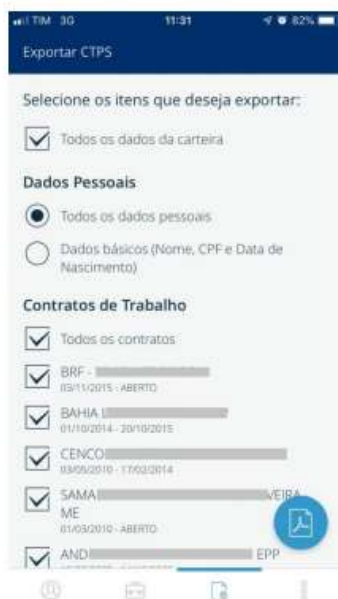 TIM 3G 11:31 82%
Exportar CTPS
Selecione os itens que deseja exportar:
Todos os dados da carteira
Dados Pessoais
Todos os dados pessoais
Dados básicos (Nome, CPF e Data de
Nascimento)
Contratos de Trabalho
Todos os contratos
BRF -
03/11/2015 - ABERTO
BAHIA
01/10/2014 - 20/10/2015
CENCO
03/05/2010 - 17/02/2014
SAMA VEIRA
ME
01/03/2010 - ABERTO
AND EPP